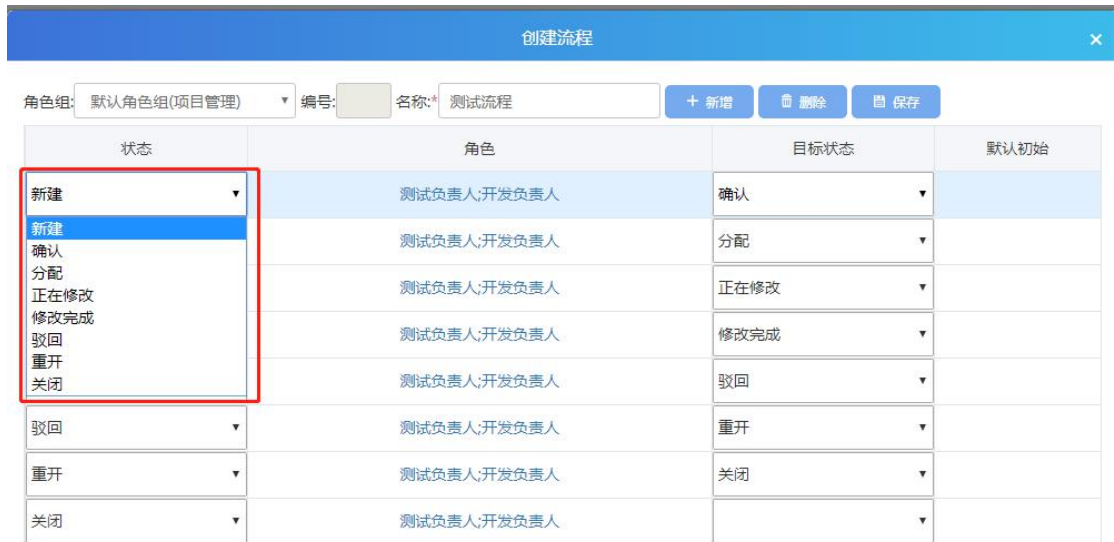 创建流程 ×
角色组: 默认角色组(项目管理) 编号: 名称:* 测试流程 + 新增 删除 保存
状态 角色 目标状态 默认初始
新建 测试负责人;开发负责人 确认
新建
确认 测试负责人;开发负责人 分配
分配
正在修改 测试负责人;开发负责人 正在修改
修改完成 测试负责人;开发负责人 修改完成
驳回
重开
关闭 测试负责人;开发负责人 驳回
驳回 测试负责人;开发负责人 重开
重开 测试负责人;开发负责人 关闭
关闭 测试负责人;开发负责人